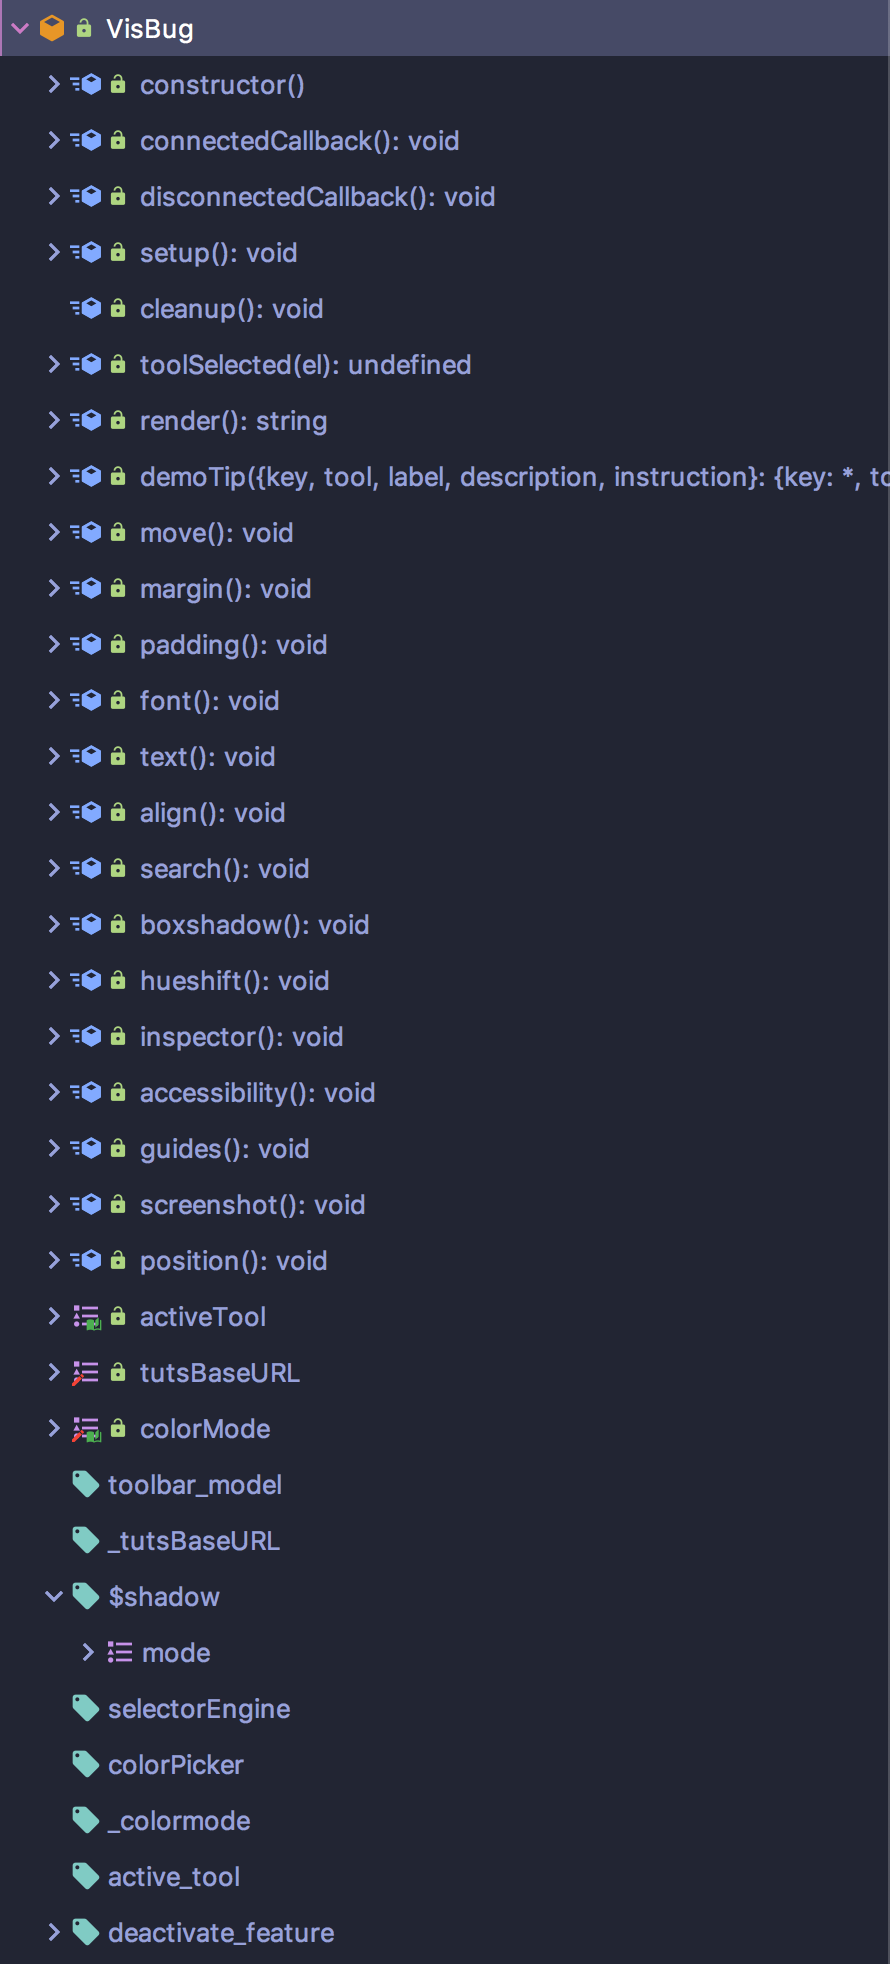 VisBug
constructor()
connectedCallback(): void
disconnectedCallback(): void
setup(): void
cleanup(): void
toolSelected(el): undefined
render(): string
demoTip({key, tool, label, description, instruction}: {key: *, to
move(): void
margin(): void
padding(): void
font(): void
text(): void
align(): void
search(): void
boxshadow(): void
hueshift(): void
inspector(): void
accessibility(): void
guides(): void
screenshot(): void
position(): void
activeTool
tutsBaseURL
colorMode
toolbar_model
_tutsBaseURL
$shadow
mode
selectorEngine
colorPicker
_colormode
active_tool
deactivate_feature